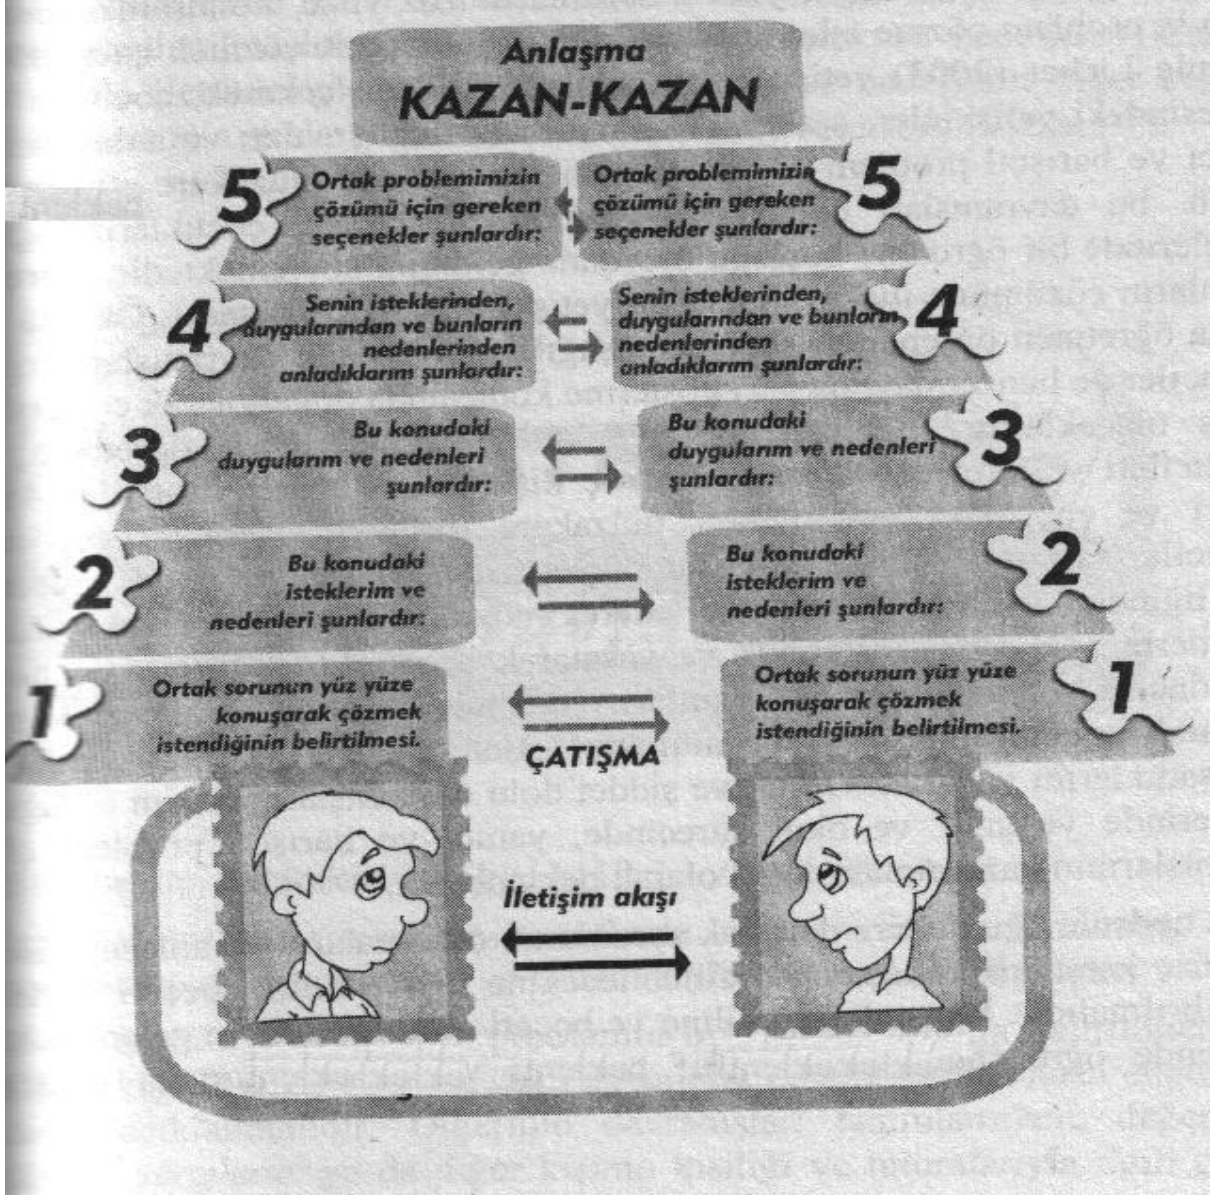 Anlaşma
KAZAN-KAZAN
5
Ortak problemimizin
çözümü için gereken
seçenekler şunlardır:
Ortak problemimizin
çözümü için gereken
seçenekler şunlardır:
5
4
Senin isteklerinden,
duygularından ve bunların
nedenlerinden
anladıklarım şunlardır:
Senin isteklerinden,
duygularından ve bunların
nedenlerinden
anladıklarım şunlardır:
4
3
Bu konudaki
duygularım ve nedenleri
şunlardır:
Bu konudaki
duygularım ve nedenleri
şunlardır:
3
2
Bu konudaki
isteklerim ve
nedenleri şunlardır:
Bu konudaki
isteklerim ve
nedenleri şunlardır:
2
1
Ortak sorunun yüz yüze
konuşarak çözmek
istendiğinin belirtilmesi.
Ortak sorunun yüz yüze
konuşarak çözmek
istendiğinin belirtilmesi.
1
ÇATIŞMA
İletişim akışı